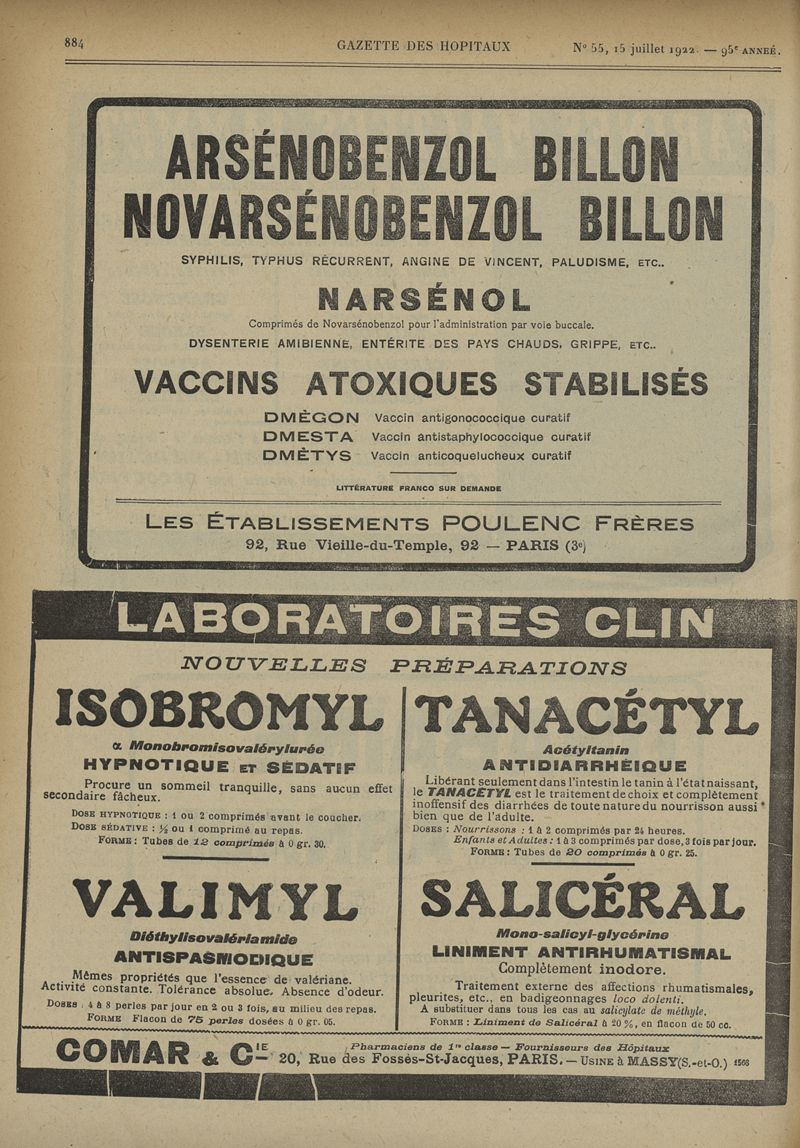 884
GAZETTE DES HOPITAUX
N° 55, 15 juillet 1922. — 95e ANNEÉ.
ARSÉNOBENZOL BILLON
NOVARSÉNOBENZOL BILLON
SYPHILIS, TYPHUS RÉCURRENT, ANGINE DE VINCENT, PALUDISME, ETC..
NARSÉNOL
Comprimés de Novarsénobenzol pour l'administration par voie buccale.
DYSENTERIE AMIBIENNE, ENTÉRITE DES PAYS CHAUDS, GRIPPE, ETC..
VACCINS ATOXIQUES STABILISÉS
DMÈGON Vaccin antigonococcique curatif
DMESTA Vaccin antistaphylococcique curatif
DMÈTYS Vaccin anticoquelucheux curatif
LITTÉRATURE FRANCO SUR DEMANDE
LES ÉTABLISSEMENTS POULENC FRÈRES
92, Rue Vieille-du-Temple, 92 — PARIS (3e)
LABORATOIRES CLIN
NOUVELLES PRÉPARATIONS
ISOBROMYL
α Monobromisovalérylurée
HYPNOTIQUE ET SÉDATIF
Procure un sommeil tranquille, sans aucun effet
secondaire fâcheux.
DOSE HYPNOTIQUE : 1 ou 2 comprimés avant le coucher.
DOSE SÉDATIVE : ½ ou 1 comprimé au repas.
FORME : Tubes de 12 comprimés à 0 gr. 30.
VALIMYL
Diéthylisovalériamide
ANTISPASMODIQUE
Mêmes propriétés que l'essence de valériane.
Activité constante. Tolérance absolue. Absence d'odeur.
DOSES : 4 à 8 perles par jour en 2 ou 3 fois, au milieu des repas.
FORME Flacon de 75 perles dosées à 0 gr. 05.
TANACÉTYL
Acétyltanin
ANTIDIARRHÉIQUE
Libérant seulement dans l'intestin le tanin à l'état naissant,
le TANACÉTYL est le traitement de choix et complètement
inoffensif des diarrhées de toute nature du nourrisson aussi
bien que de l'adulte.
DOSES : Nourrissons : 1 à 2 comprimés par 24 heures.
Enfants et Adultes : 1 à 3 comprimés par dose, 3 fois par jour.
FORME : Tubes de 20 comprimés à 0 gr. 25.
SALICÉRAL
Mono-salicyl-glycérine
LINIMENT ANTIRHUMATISMAL
Complètement inodore.
Traitement externe des affections rhumatismales,
pleurites, etc., en badigeonnages loco dolenti.
A substituer dans tous les cas au salicylate de méthyle.
FORME : Liniment de Salicéral à 20 %, en flacon de 50 cc.
COMAR & CIE
Pharmaciens de 1re classe — Fournisseurs des Hôpitaux
20, Rue des Fossés-St-Jacques, PARIS. — USINE à MASSY (S.-et-O.) 1566